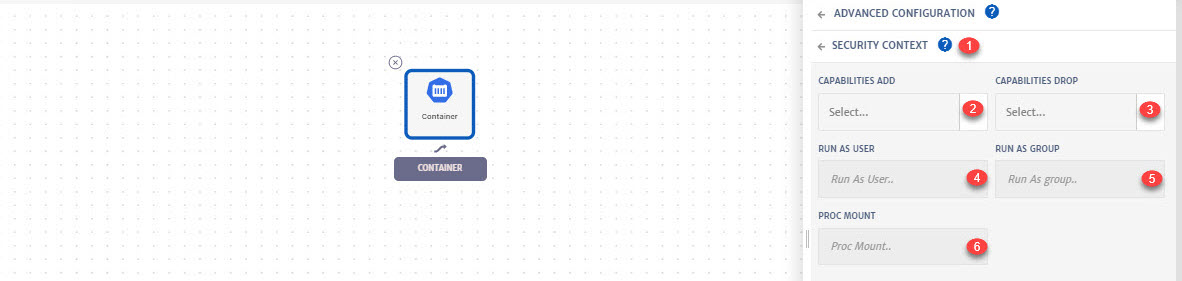 ADVANCED CONFIGURATION ?
SECURITY CONTEXT ? 1
CAPABILITIES ADD
CAPABILITIES DROP
Select... 2
Select... 3
RUN AS USER
RUN AS GROUP
Run As User.. 4
Run As group.. 5
PROC MOUNT
Proc Mount.. 6
Container
CONTAINER